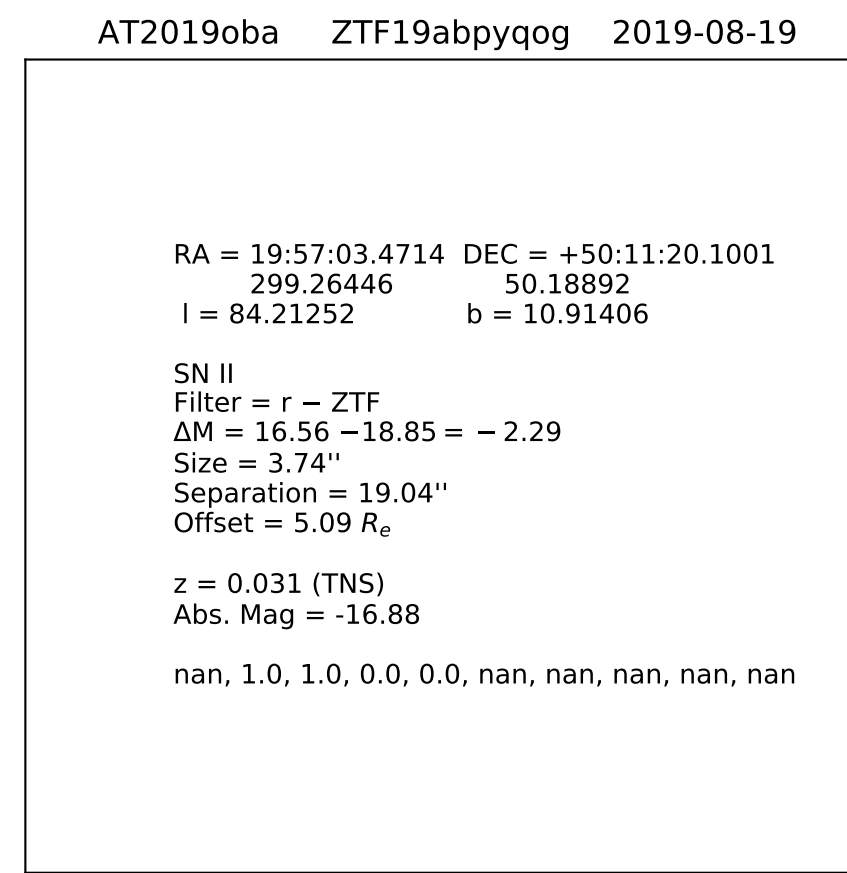 AT2019oba ZTF19abpyqog 2019-08-19
RA = 19:57:03.4714 DEC = +50:11:20.1001
299.26446 50.18892
l = 84.21252 b = 10.91406
SN II
Filter = r − ZTF
ΔM = 16.56 −18.85 = − 2.29
Size = 3.74''
Separation = 19.04''
Offset = 5.09 Rₑ
z = 0.031 (TNS)
Abs. Mag = -16.88
nan, 1.0, 1.0, 0.0, 0.0, nan, nan, nan, nan, nan